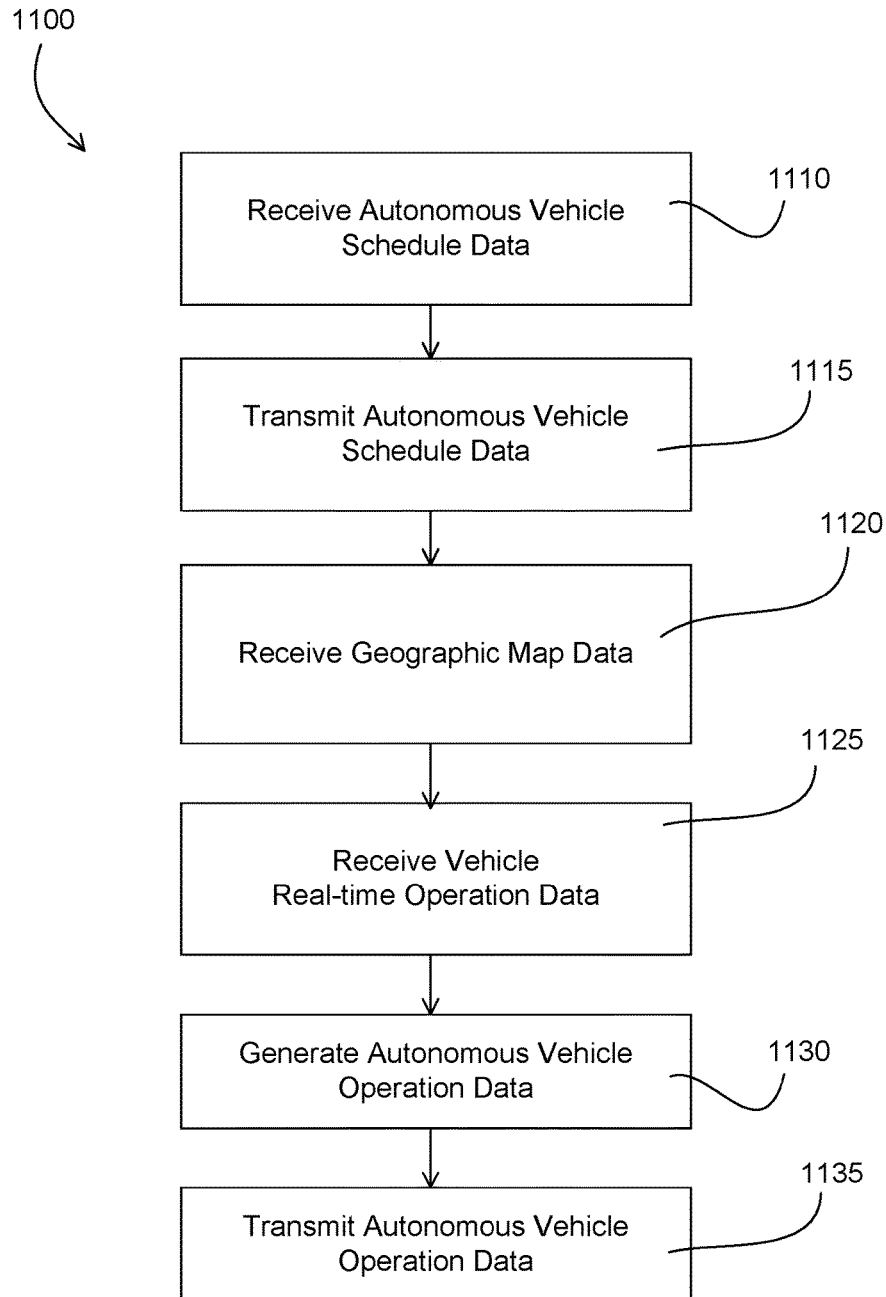 1100
1110
Receive Autonomous Vehicle
Schedule Data
1115
Transmit Autonomous Vehicle
Schedule Data
1120
Receive Geographic Map Data
1125
Receive Vehicle
Real-time Operation Data
1130
Generate Autonomous Vehicle
Operation Data
1135
Transmit Autonomous Vehicle
Operation Data